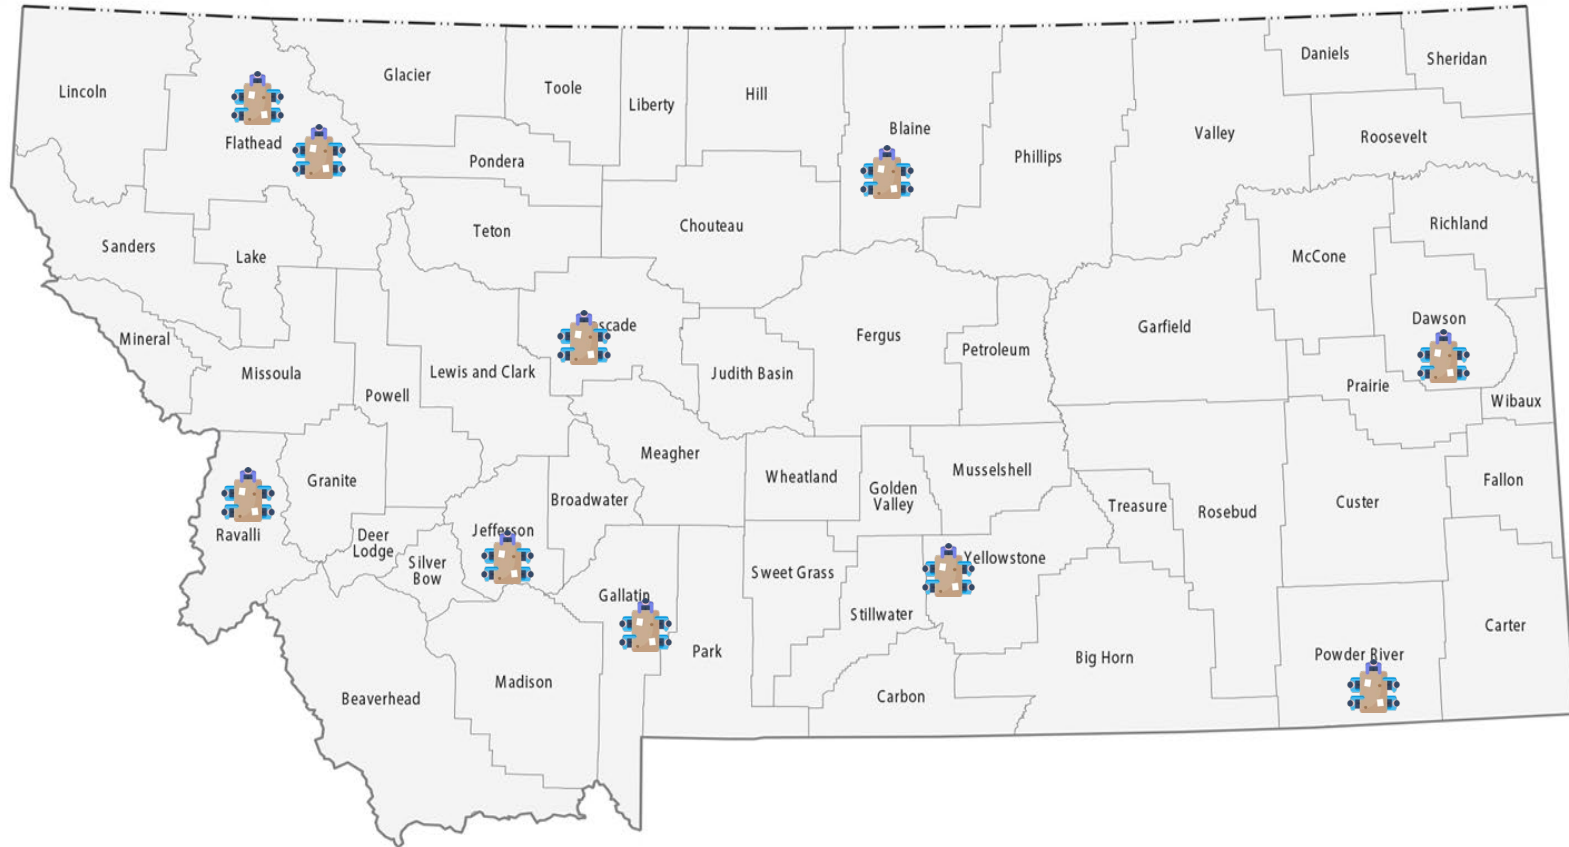 Lincoln
Glacier
Toole
Liberty
Hill
Blaine
Daniels
Sheridan
Flathead
Pondera
Phillips
Valley
Roosevelt
Sanders
Lake
Teton
Chouteau
McCone
Richland
Mineral
Missoula
Powell
Lewis and Clark
scade
Judith Basin
Fergus
Petroleum
Garfield
Dawson
Prairie
Wibaux
Ravalli
Granite
Deer
Lodge
Silver
Bow
Jefferson
Broadwater
Meagher
Wheatland
Golden
Valley
Musselshell
Treasure
Rosebud
Custer
Fallon
Gallatin
Park
Sweet Grass
Stillwater
Yellowstone
Beaverhead
Madison
Carbon
Big Horn
Powder River
Carter